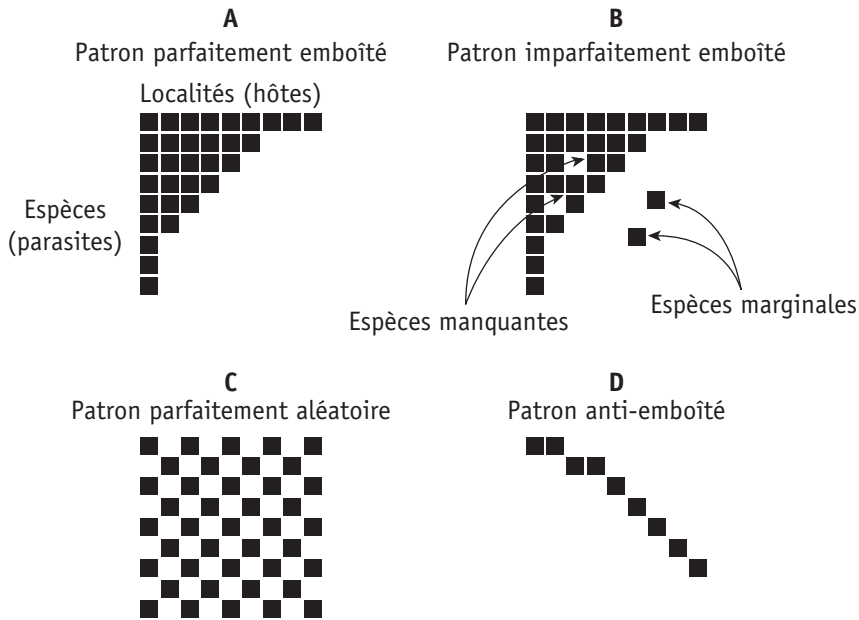 A
Patron parfaitement emboîté
Localités (hôtes)
Espèces
(parasites)
B
Patron imparfaitement emboîté
Espèces manquantes
Espèces marginales
C
Patron parfaitement aléatoire
D
Patron anti-emboîté